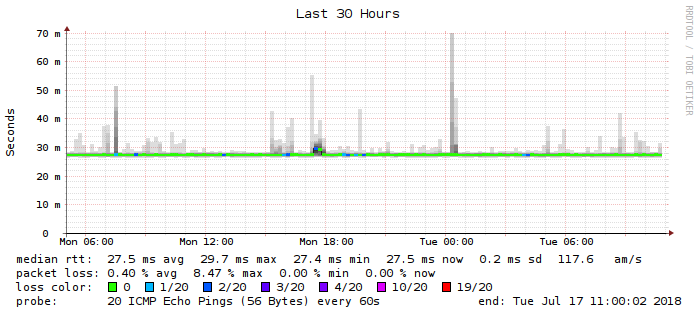 Last 30 Hours
RRDTOOL / TOBI OETIKER
Seconds
70 m
60 m
50 m
40 m
30 m
20 m
10 m
0
Mon 06:00 Mon 12:00 Mon 18:00 Tue 00:00 Tue 06:00
median rtt: 27.5 ms avg 29.7 ms max 27.4 ms min 27.5 ms now 0.2 ms sd 117.6 am/s
packet loss: 0.40 % avg 8.47 % max 0.00 % min 0.00 % now
loss color: 0 1/20 2/20 3/20 4/20 10/20 19/20
probe: 20 ICMP Echo Pings (56 Bytes) every 60s end: Tue Jul 17 11:00:02 2018